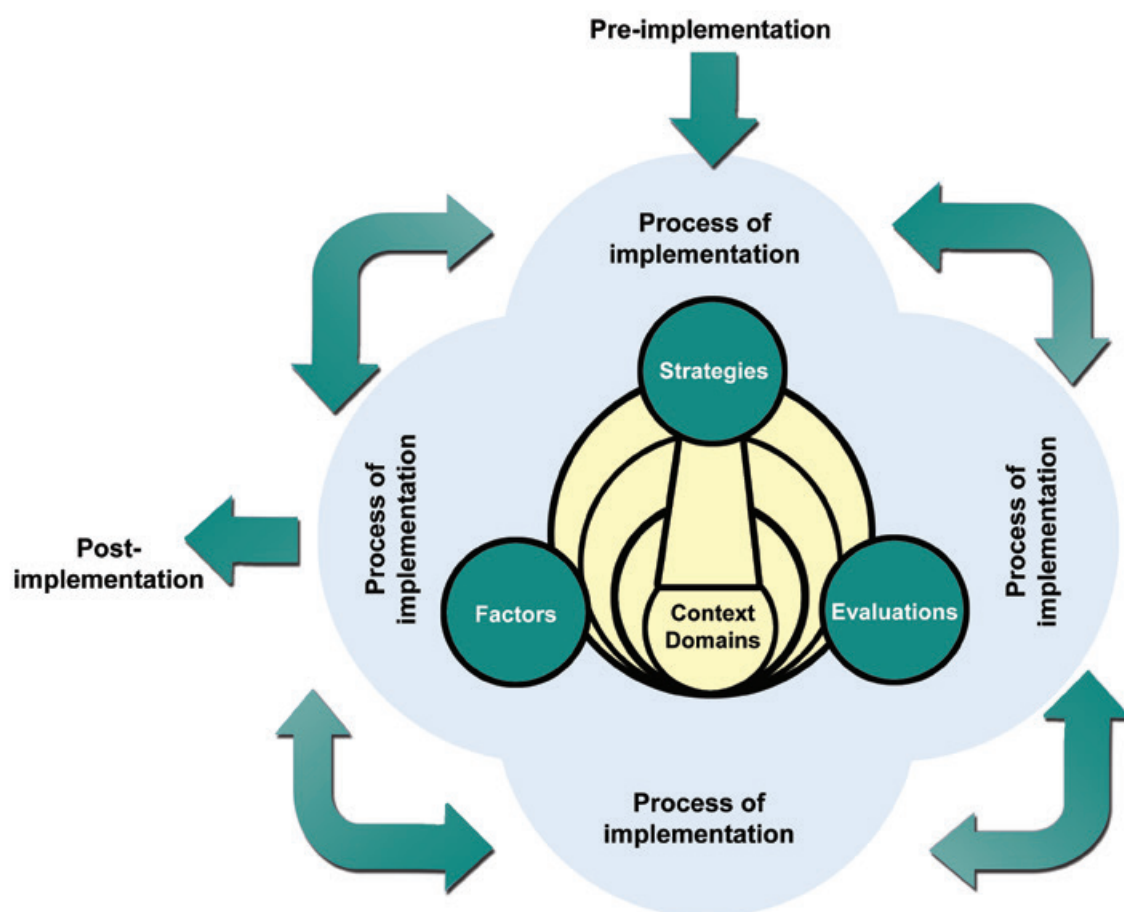 Pre-implementation
Process of
implementation
Strategies
Process of
implementation
Process of
implementation
Post-
implementation
Factors
Context
Domains
Evaluations
Process of
implementation